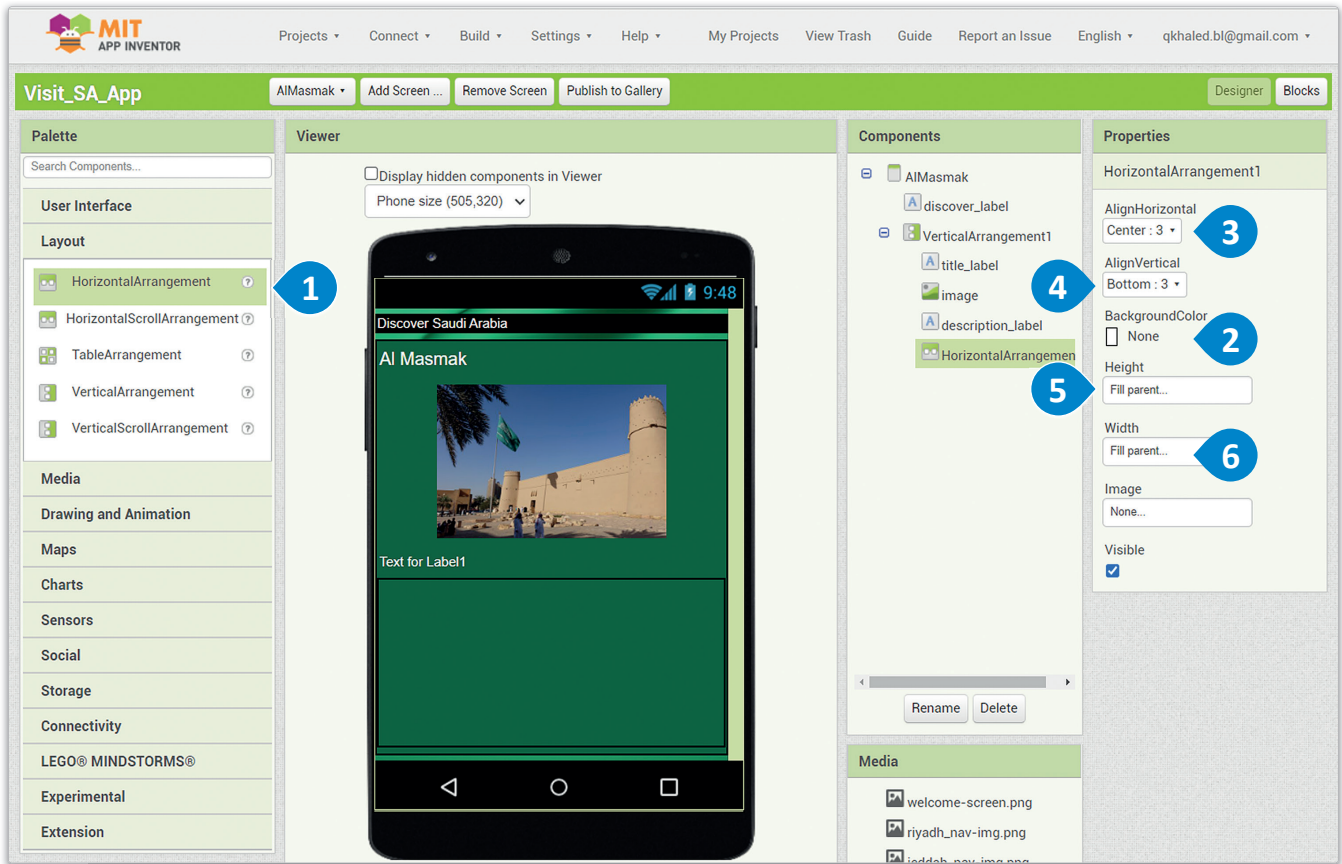 MIT
APP INVENTOR
Projects Connect Build Settings Help My Projects View Trash Guide Report an Issue English qkhaled.bl@gmail.com
Visit_SA_App AlMasmak Add Screen ... Remove Screen Publish to Gallery Designer Blocks
Palette
Search Components...
User Interface
Layout
HorizontalArrangement ?
1
HorizontalScrollArrangement ?
TableArrangement ?
VerticalArrangement ?
VerticalScrollArrangement ?
Media
Drawing and Animation
Maps
Charts
Sensors
Social
Storage
Connectivity
LEGO® MINDSTORMS®
Experimental
Extension
Viewer
Display hidden components in Viewer
Phone size (505,320)
9:48
Discover Saudi Arabia
Al Masmak
Text for Label1
Components
AlMasmak
A discover_label
VerticalArrangement1
A title_label
image
A description_label
HorizontalArrangemen
Rename Delete
Media
welcome-screen.png
riyadh_nav-img.png
jeddah_nav-img.png
Properties
HorizontalArrangement1
AlignHorizontal
Center : 3
3
AlignVertical
4
Bottom : 3
BackgroundColor
None
2
Height
5
Fill parent...
Width
Fill parent...
6
Image
None...
Visible